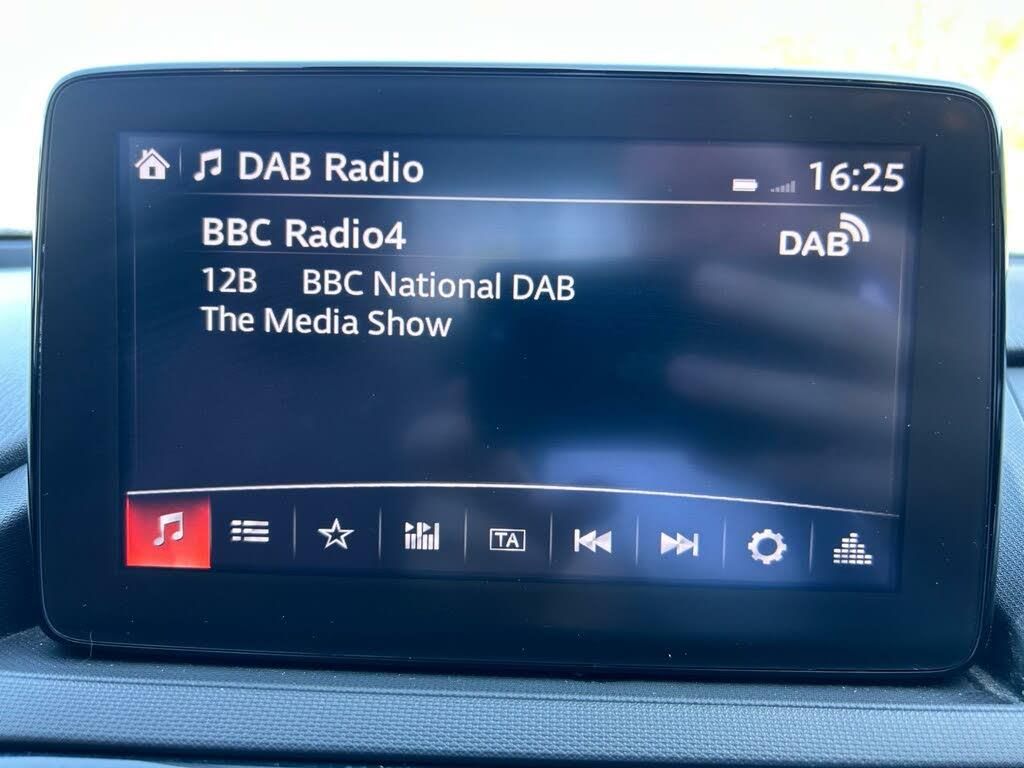 DAB Radio
16:25
BBC Radio4
DAB
12B BBC National DAB
The Media Show
TA